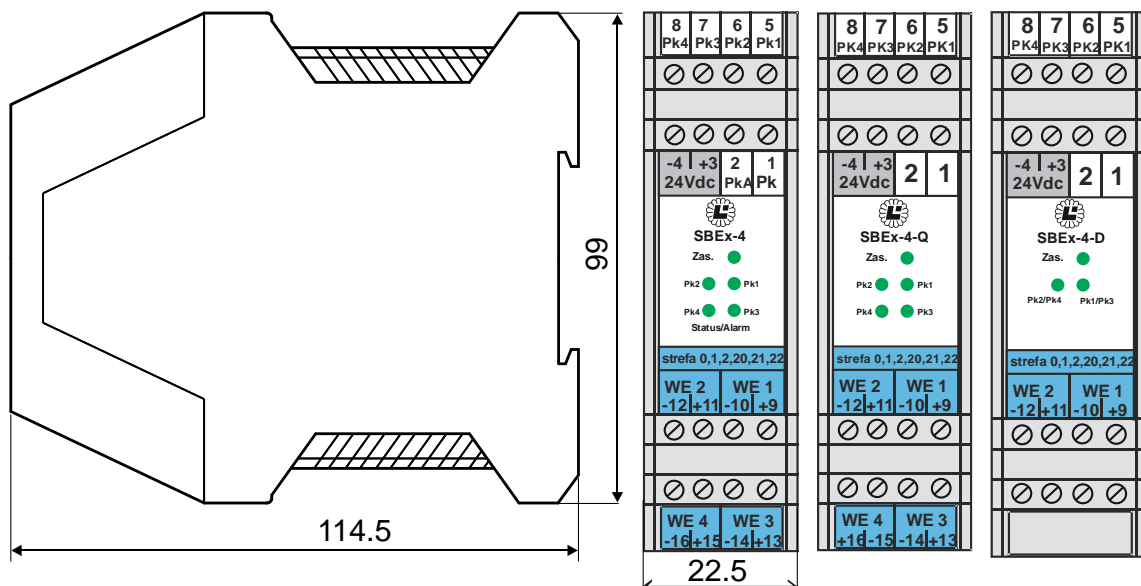 99
114.5
22.5
8 7 6 5
Pk4 Pk3 Pk2 Pk1
-4 +3 2 1
24Vdc PkA Pk
SBEx-4
Zas.
Pk2 Pk1
Pk4 Pk3
Status/Alarm
strefa 0,1,2,20,21,22
WE 2 WE 1
-12 +11 -10 +9
WE 4 WE 3
-16 +15 -14 +13
8 7 6 5
PK4 PK3 PK2 PK1
-4 +3
24Vdc 2 1
SBEx-4-Q
Zas.
Pk2 Pk1
Pk4 Pk3
strefa 0,1,2,20,21,22
WE 2 WE 1
-12 +11 -10 +9
WE 4 WE 3
+16 -15 -14 +13
8 7 6 5
PK4 PK3 PK2 PK1
-4 +3
24Vdc 2 1
SBEx-4-D
Zas.
Pk2/Pk4 Pk1/Pk3
strefa 0,1,2,20,21,22
WE 2 WE 1
-12 +11 -10 +9